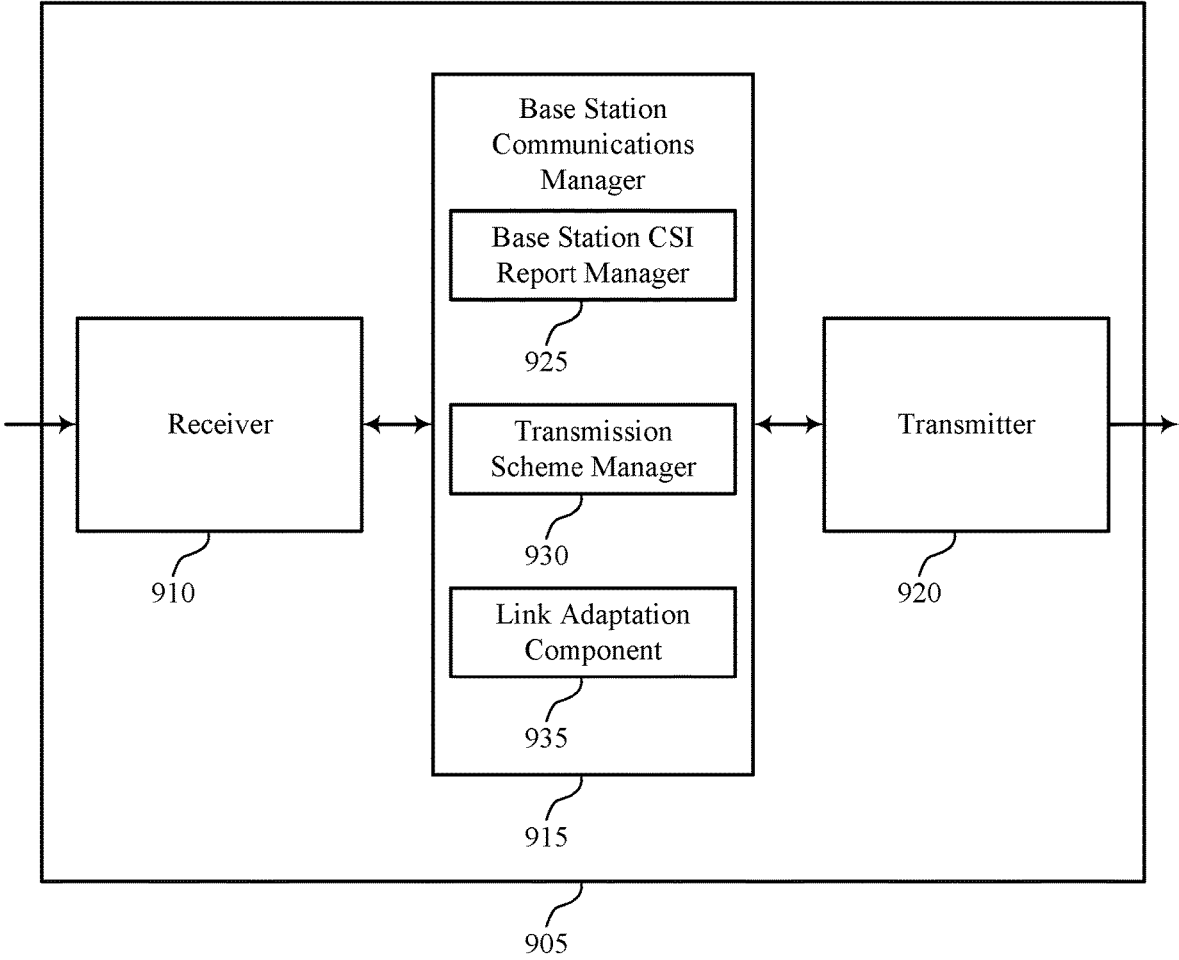 Base Station
Communications
Manager
Base Station CSI
Report Manager
925
Receiver
910
Transmission
Scheme Manager
930
Transmitter
920
Link Adaptation
Component
935
915
905